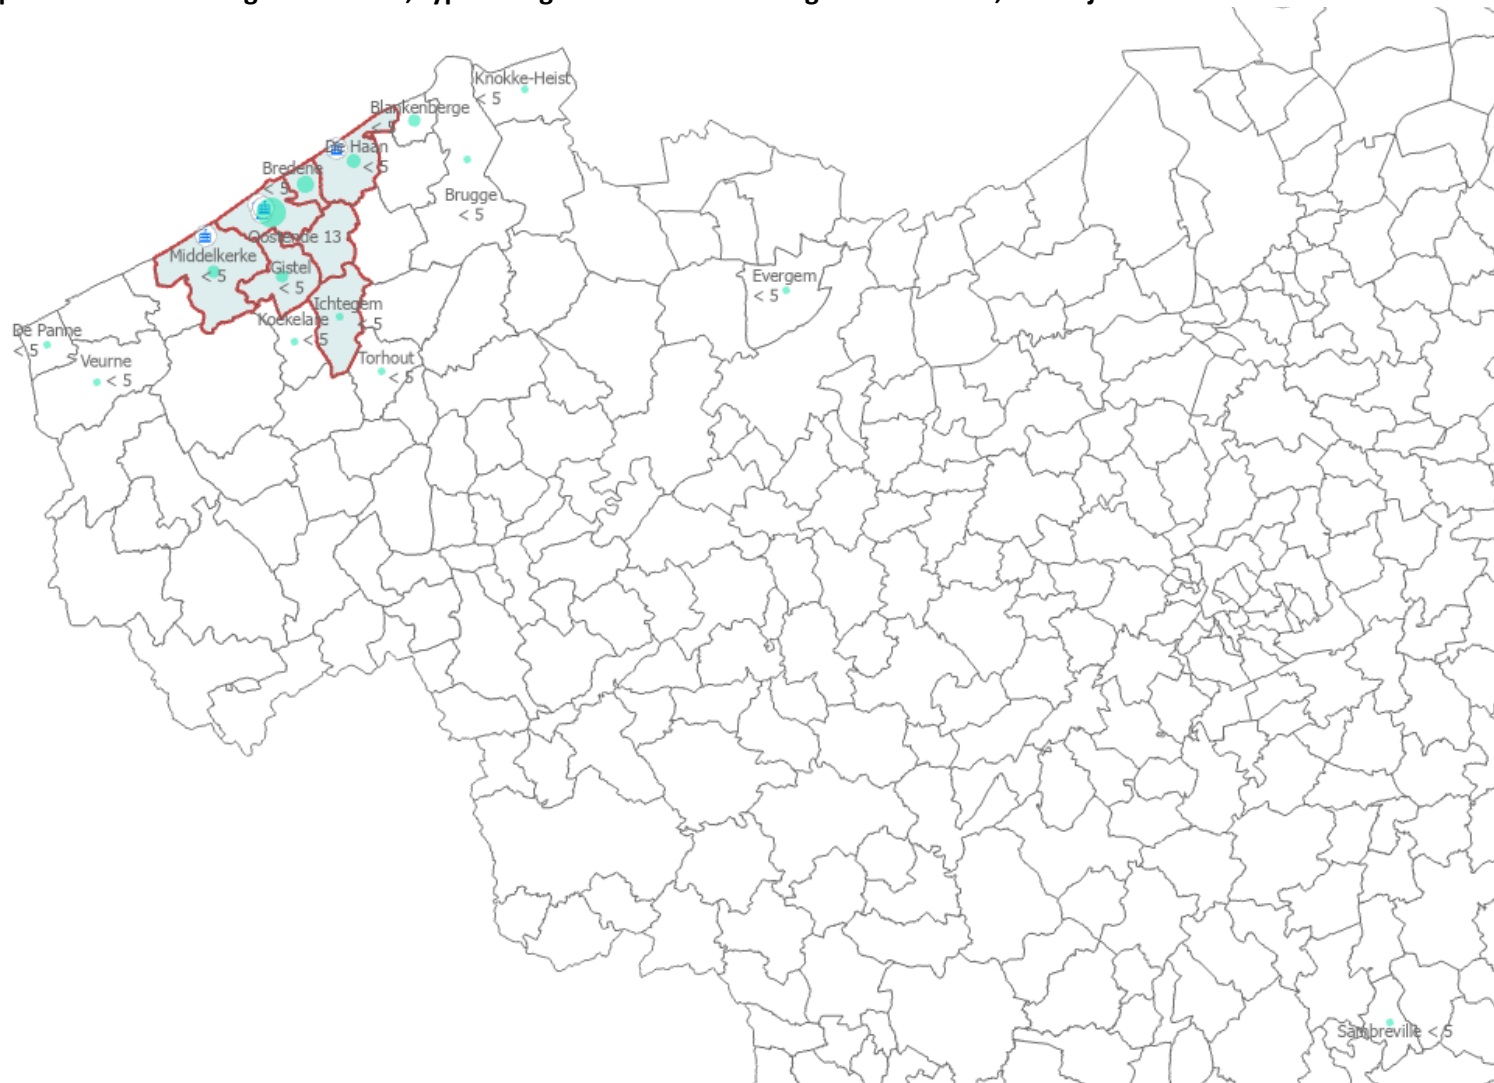 Knokke-Heist
< 5
Blankenberge
< 5
De Haan
< 5
Bredene
< 5
Brugge
< 5
Oostende 13
Middelkerke
< 5
Gistel
< 5
Evergem
< 5
Ichtegem
< 5
Koekelare
< 5
De Panne
< 5
Veurne
< 5
Torhout
< 5
Sambreville < 5